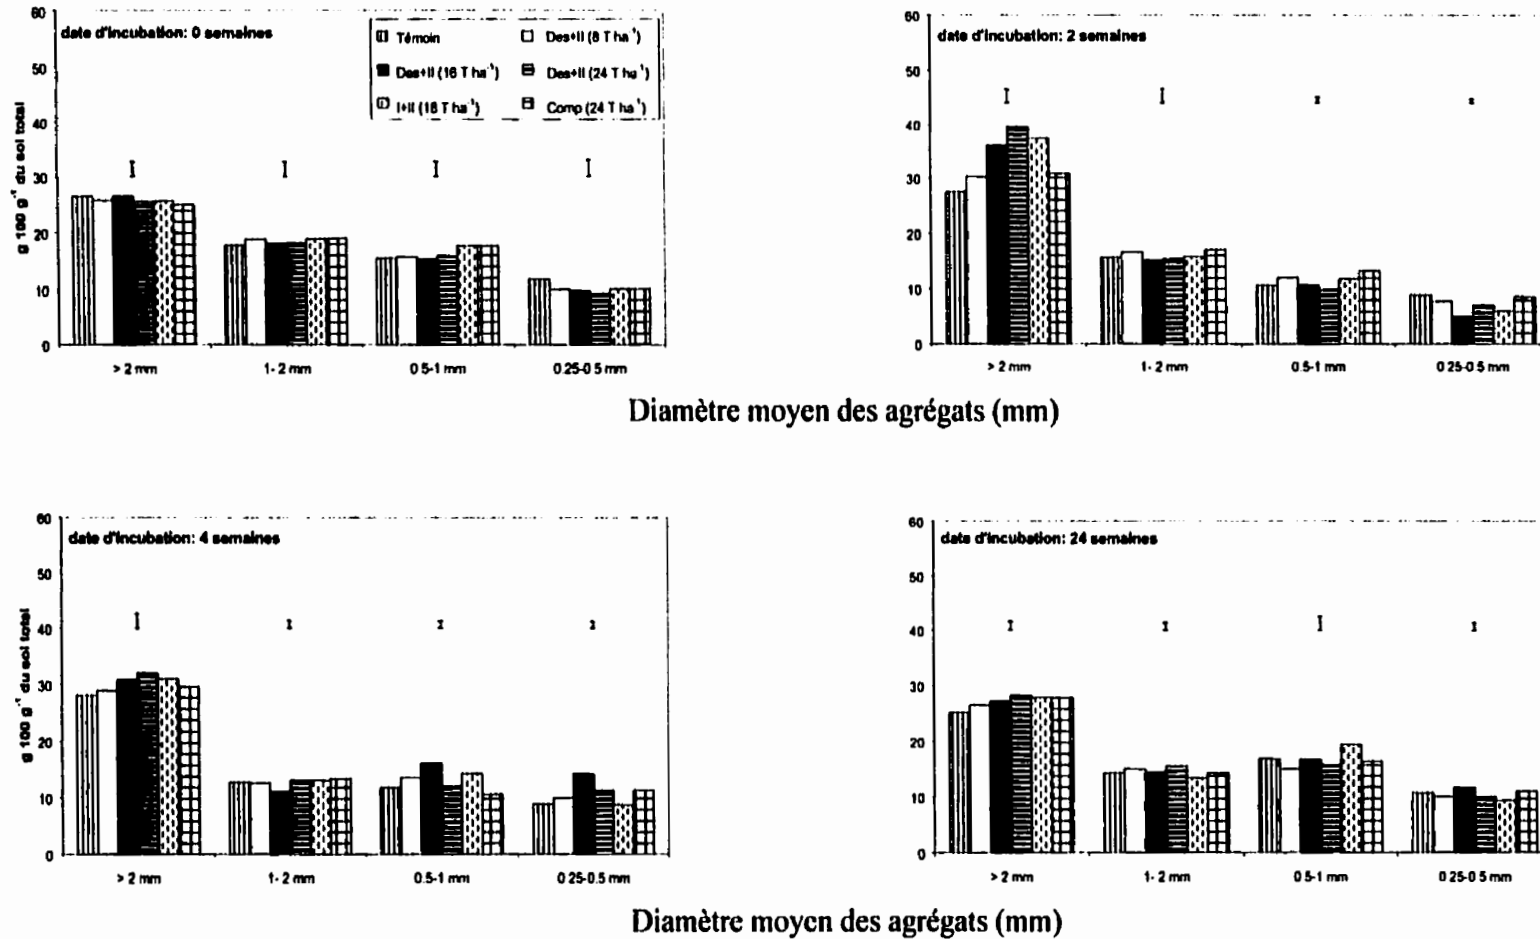 60
50
40
30
20
10
0
g 100 g⁻¹ du sol total
date d'incubation: 0 semaines
Témoin
Des+II (8 T ha⁻¹)
Des+II (16 T ha⁻¹)
Des+II (24 T ha⁻¹)
I+II (16 T ha⁻¹)
Comp (24 T ha⁻¹)
> 2 mm
1- 2 mm
0 5-1 mm
0 25-0 5 mm
60
50
40
30
20
10
0
date d'incubation: 2 semaines
> 2 mm
1- 2 mm
0 5-1 mm
0 25-0 5 mm
Diamètre moyen des agrégats (mm)
60
50
40
30
20
10
0
g 100 g⁻¹ du sol total
date d'incubation: 4 semaines
> 2 mm
1- 2 mm
0 5-1 mm
0 25-0.5 mm
60
50
40
30
20
10
0
date d'incubation: 24 semaines
> 2 mm
1- 2 mm
0 5-1 mm
0 25-0 5 mm
Diamètre moyen des agrégats (mm)